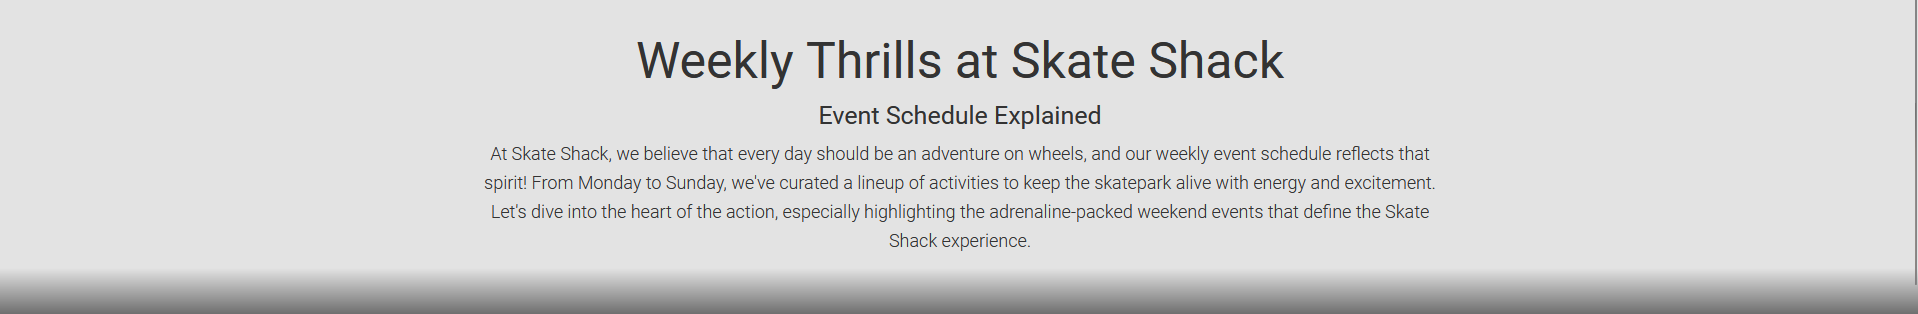 Weekly Thrills at Skate Shack
Event Schedule Explained
At Skate Shack, we believe that every day should be an adventure on wheels, and our weekly event schedule reflects that
spirit! From Monday to Sunday, we've curated a lineup of activities to keep the skatepark alive with energy and excitement.
Let's dive into the heart of the action, especially highlighting the adrenaline-packed weekend events that define the Skate
Shack experience.